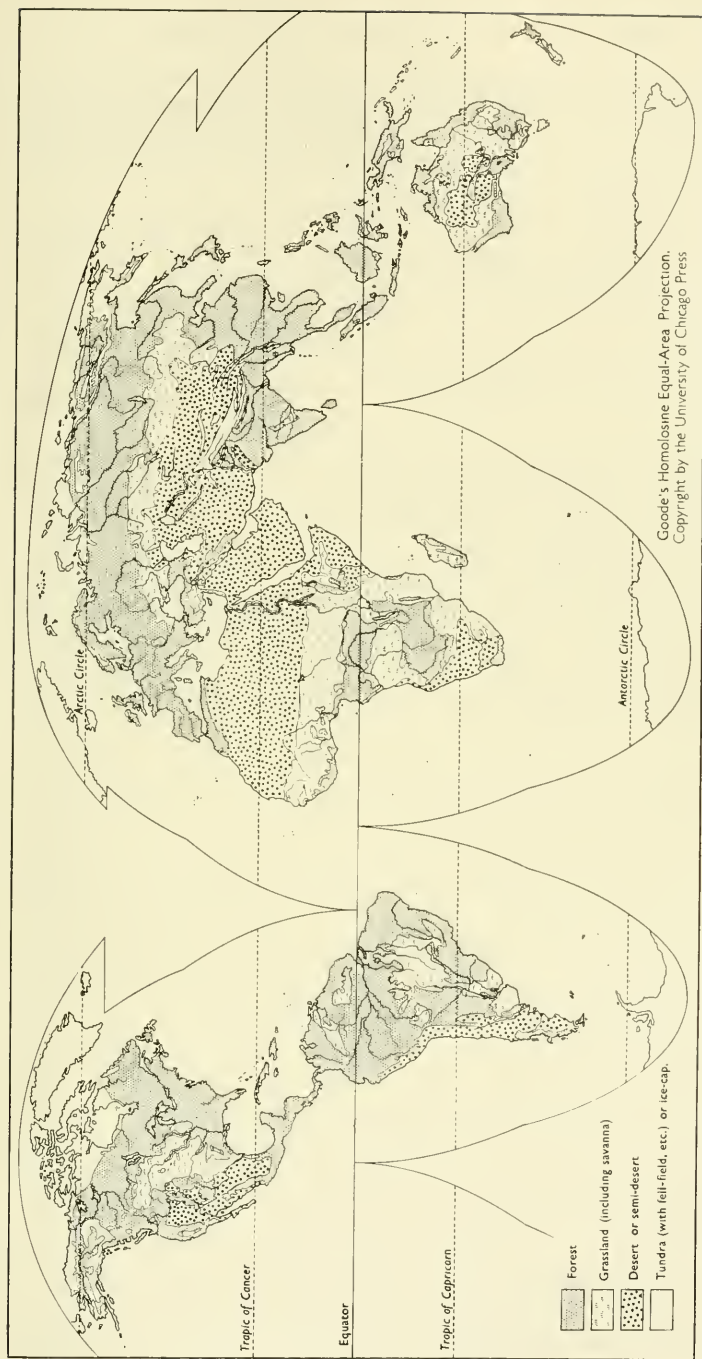 Arctic Circle
Tropic of Cancer
Equator
Tropic of Capricorn
Antarctic Circle
Forest
Grassland (including savanna)
Desert or semi-desert
Tundra (with fell-field, etc.) or ice-cap.
Goode's Homolosine Equal-Area Projection.
Copyright by the University of Chicago Press